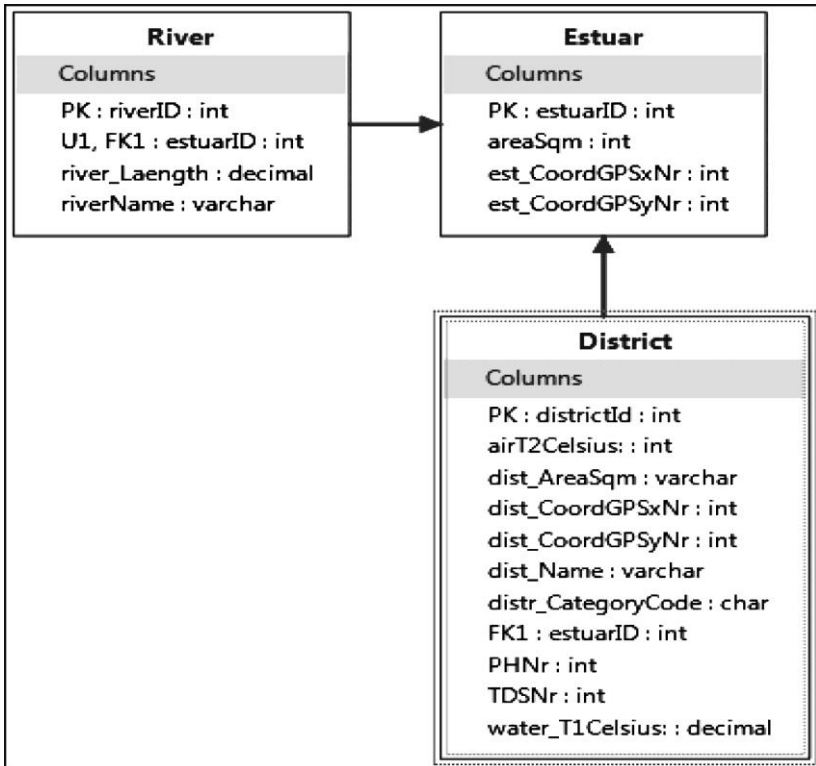 River
Columns
PK : riverID : int
U1, FK1 : estuarID : int
river_Laength : decimal
riverName : varchar
Estuar
Columns
PK : estuarID : int
areaSqm : int
est_CoordGPSxNr : int
est_CoordGPSyNr : int
District
Columns
PK : districtId : int
airT2Celsius: : int
dist_AreaSqm : varchar
dist_CoordGPSxNr : int
dist_CoordGPSyNr : int
dist_Name : varchar
distr_CategoryCode : char
FK1 : estuarID : int
PHNr : int
TDSNr : int
water_T1Celsius: : decimal